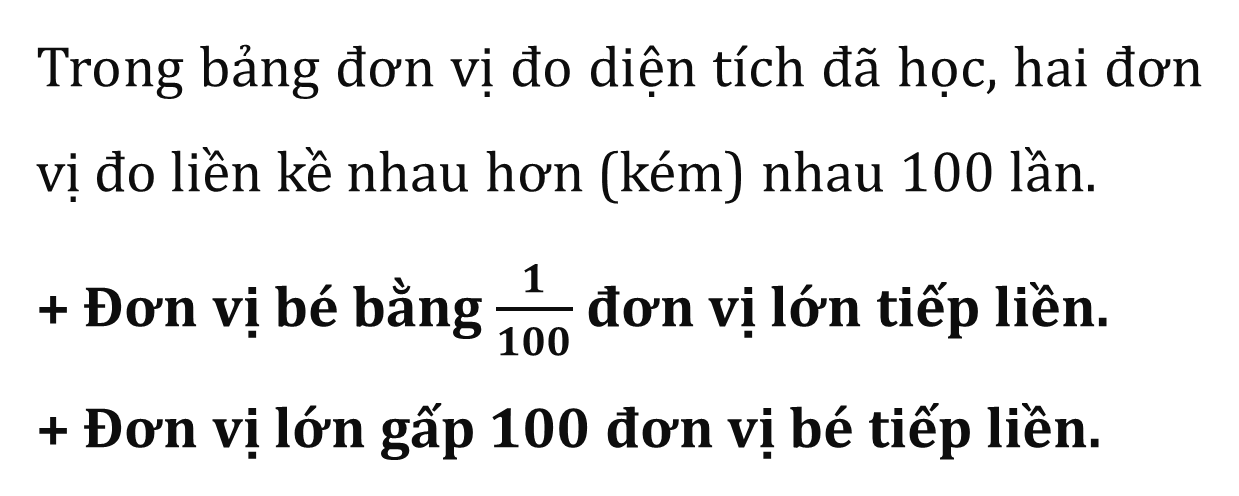 Trong bảng đơn vị đo diện tích đã học, hai đơn
vị đo liền kề nhau hơn (kém) nhau 100 lần.
+ Đơn vị bé bằng 1/100 đơn vị lớn tiếp liền.
+ Đơn vị lớn gấp 100 đơn vị bé tiếp liền.